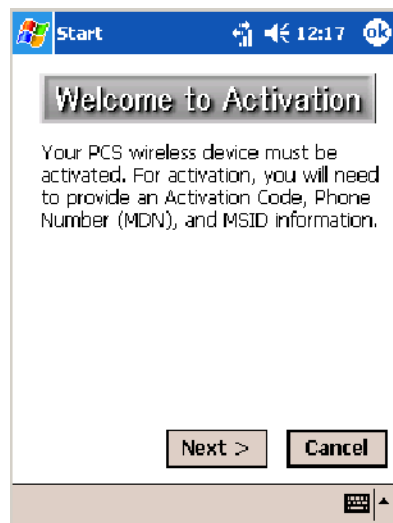 Start 12:17 ok
Welcome to Activation
Your PCS wireless device must be
activated. For activation, you will need
to provide an Activation Code, Phone
Number (MDN), and MSID information.
Next > Cancel